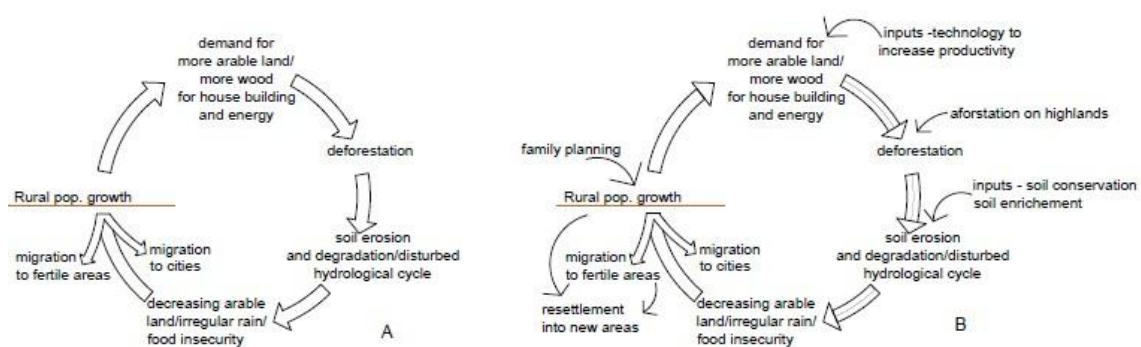 demand for
more arable land/
more wood
for house building
and energy
deforestation
Rural pop. growth
migration
to fertile areas
migration
to cities
soil erosion
and degradation/disturbed
hydrological cycle
decreasing arable
land/irregular rain/
food insecurity
A
demand for
more arable land/
more wood
for house building
and energy
inputs -technology to
increase productivity
aforstation on highlands
deforestation
family planning
Rural pop. growth
inputs - soil conservation
soil enrichement
migration
to fertile areas
migration
to cities
soil erosion
and degradation/disturbed
hydrological cycle
resettlement
into new areas
decreasing arable
land/irregular rain/
food insecurity
B